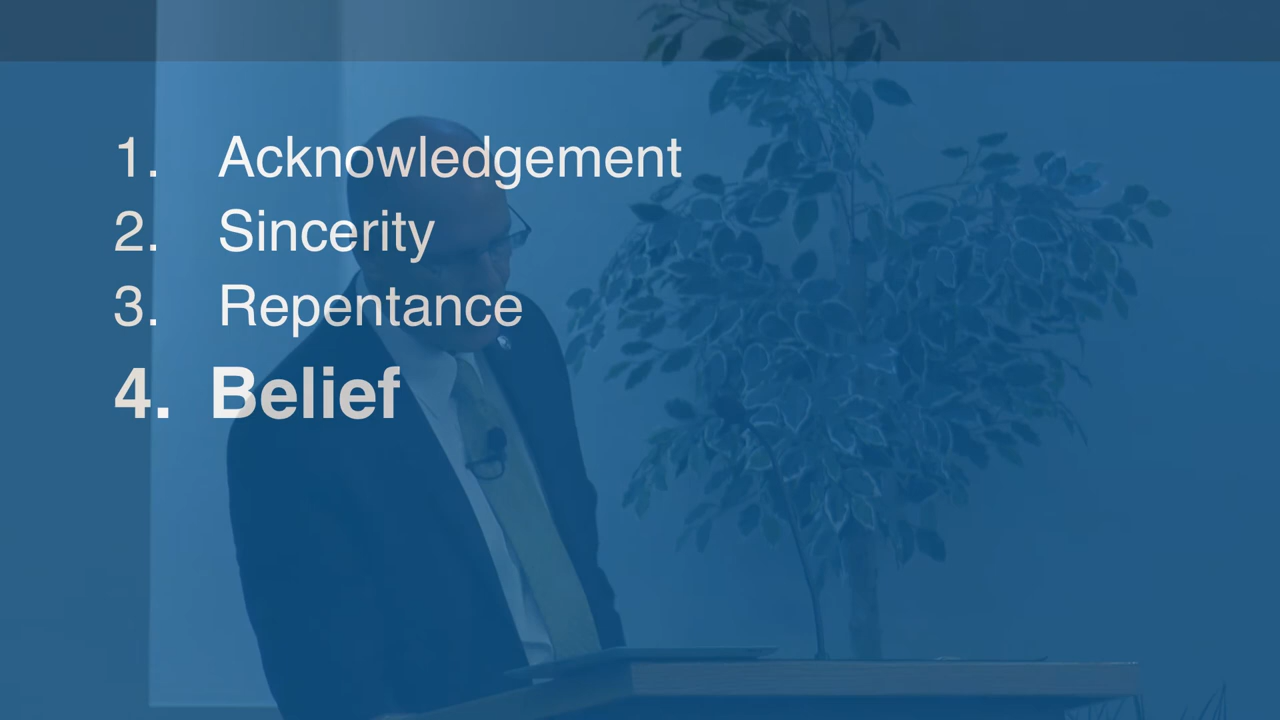 1. Acknowledgement
2. Sincerity
3. Repentance
4. Belief